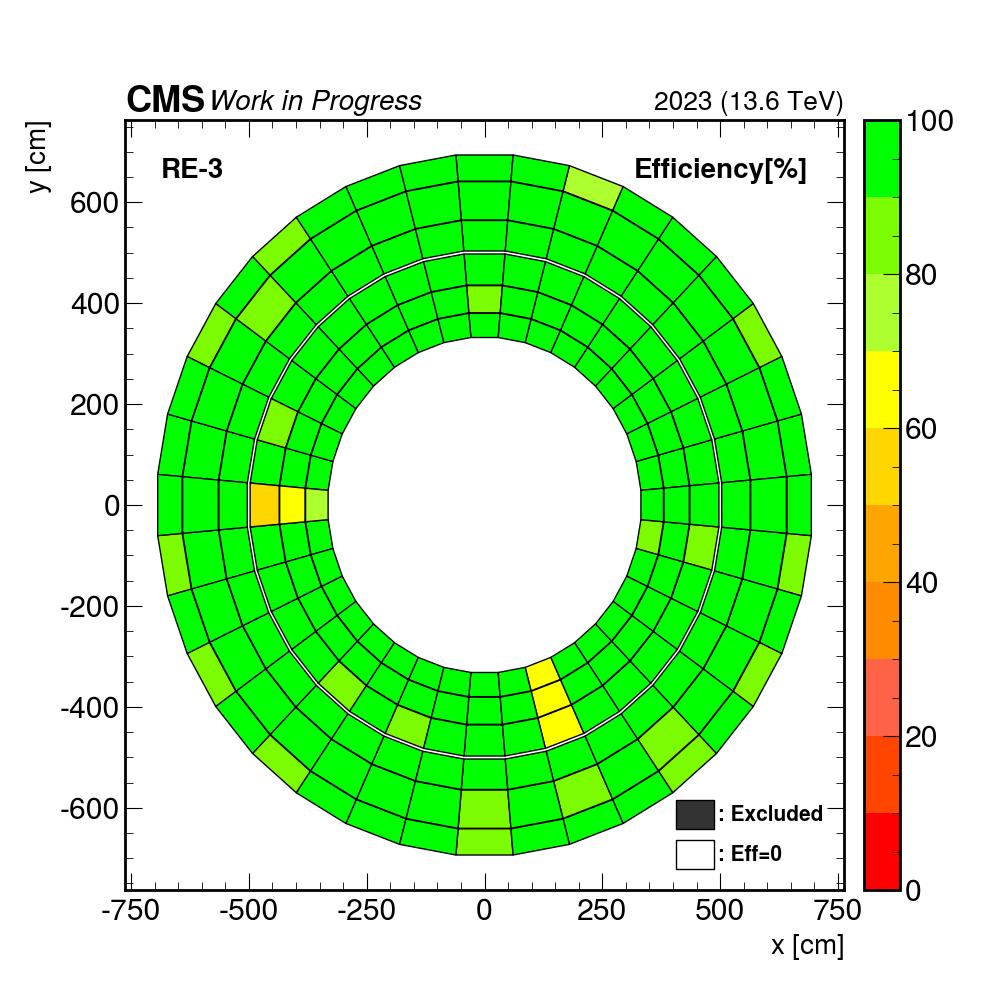 CMS Work in Progress 2023 (13.6 TeV)
y [cm]
RE-3 Efficiency[%]
600
400
200
0
-200
-400
-600
100
80
60
40
20
0
: Excluded
: Eff=0
-750 -500 -250 0 250 500 750
x [cm]